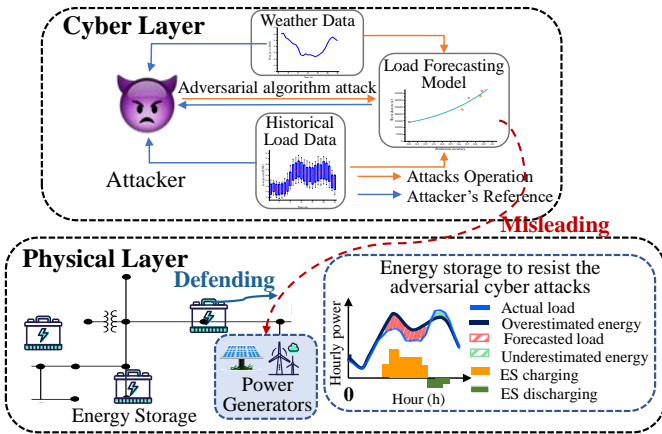 Cyber Layer
Weather Data
Load Forecasting
Model
Adversarial algorithm attack
Historical
Load Data
Attacker
Attacks Operation
Attacker's Reference
Misleading
Physical Layer
Defending
Energy storage to resist the
adversarial cyber attacks
Hourly power
Actual load
Overestimated energy
Forecasted load
Underestimated energy
ES charging
ES discharging
0
Hour (h)
Power
Generators
Energy Storage